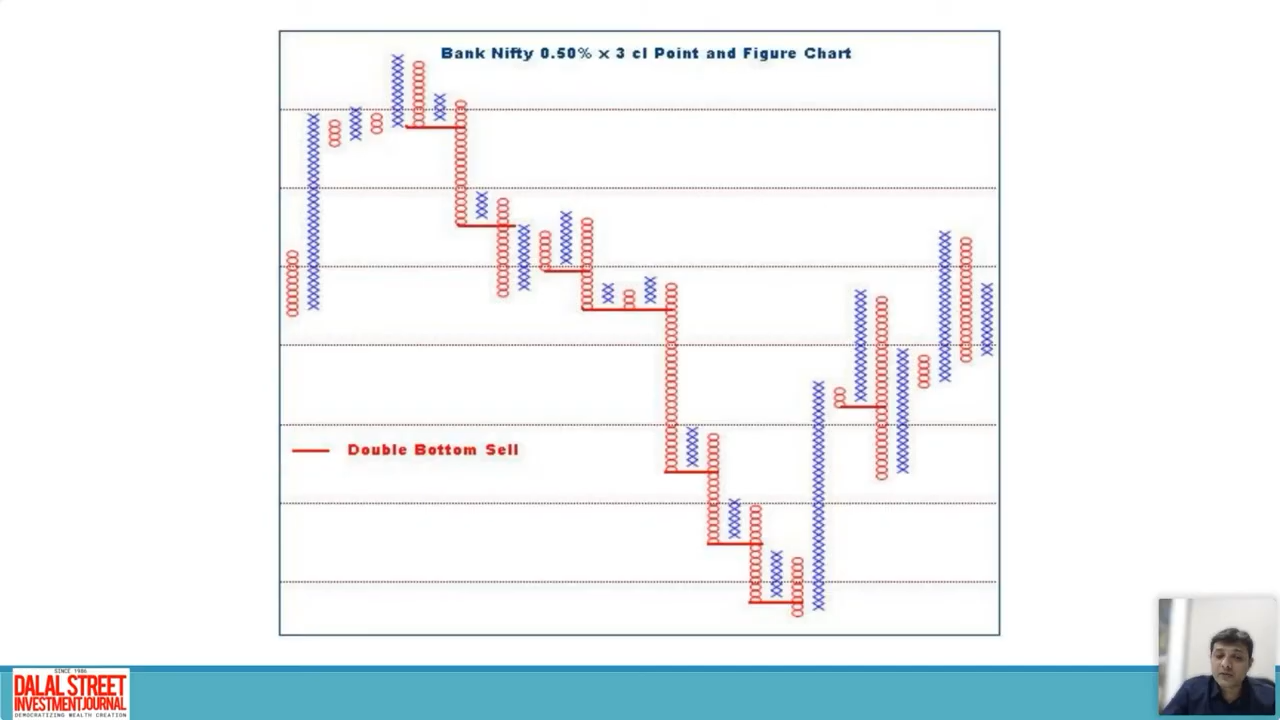 Bank Nifty 0.50% x 3 cl Point and Figure Chart
Double Bottom Sell
SINCE 1986
DALAL STREET
INVESTMENT JOURNAL
DEMOCRATIZING WEALTH CREATION